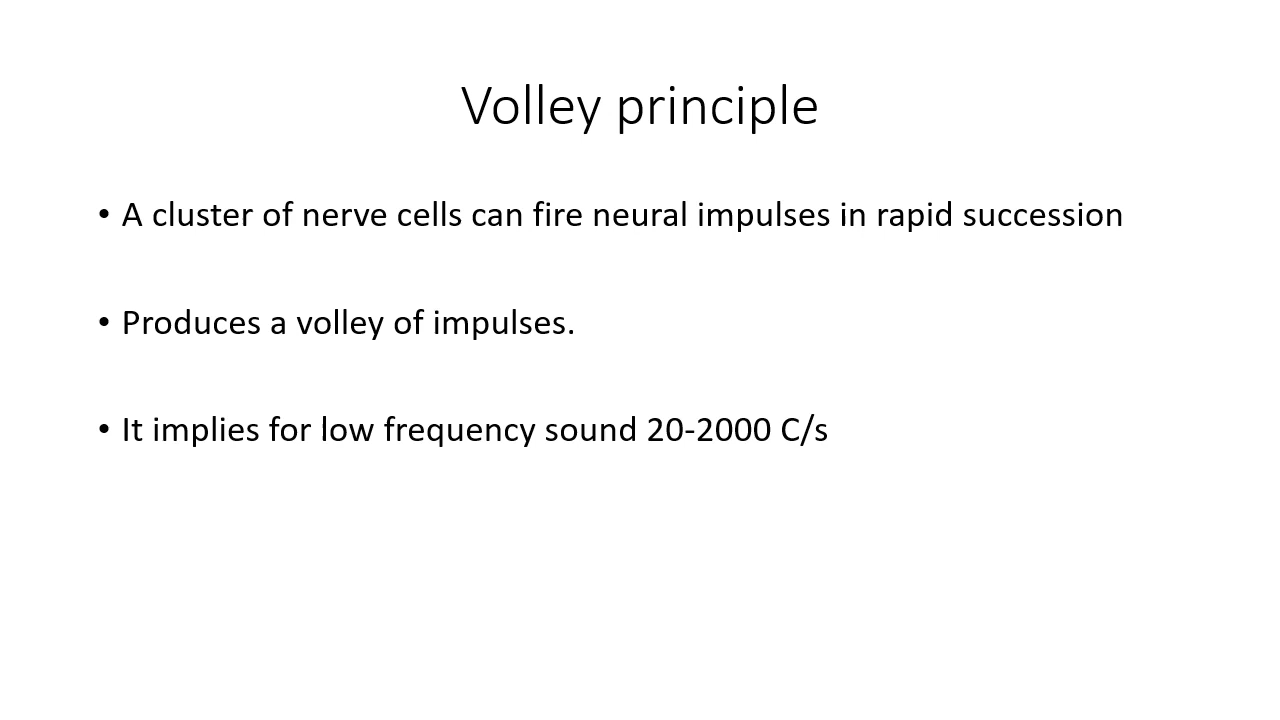 Volley principle
• A cluster of nerve cells can fire neural impulses in rapid succession
• Produces a volley of impulses.
• It implies for low frequency sound 20-2000 C/s